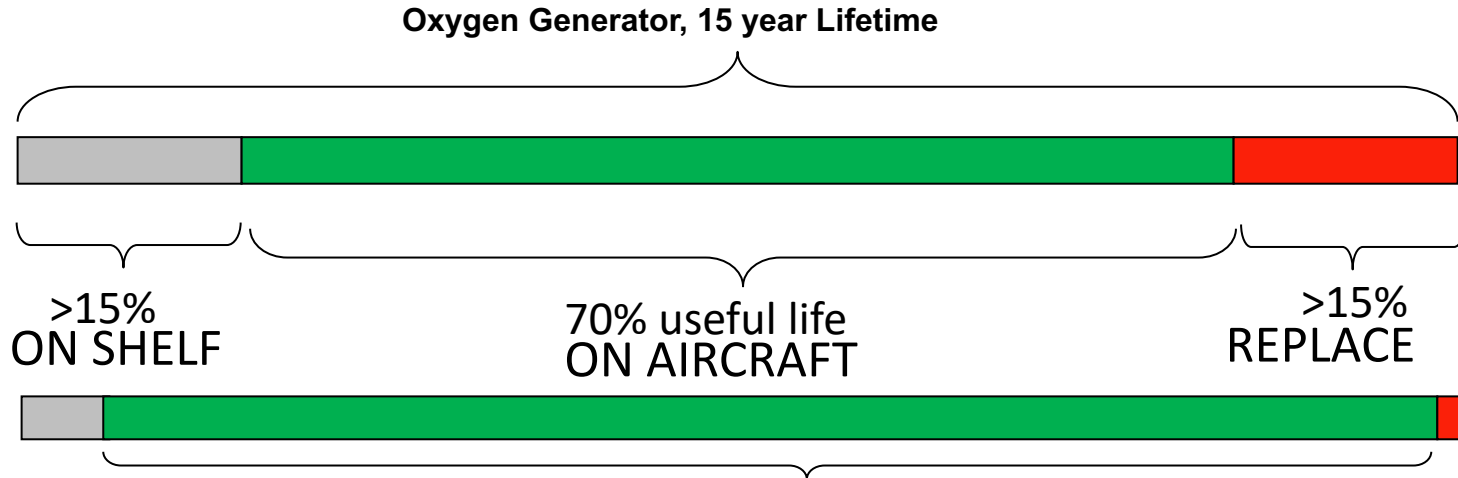 Oxygen Generator, 15 year Lifetime
>15%
ON SHELF
70% useful life
ON AIRCRAFT
>15%
REPLACE